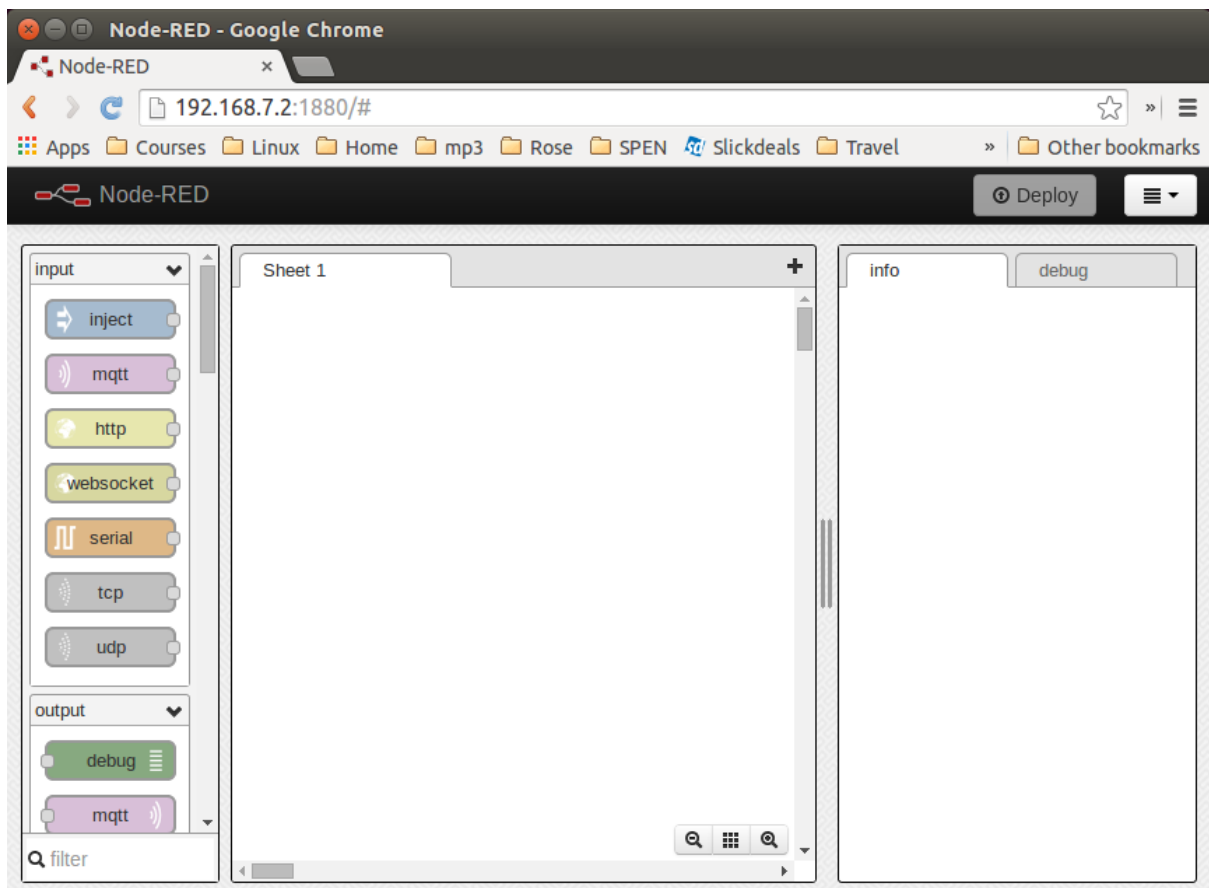 Node-RED - Google Chrome
Node-RED ×
192.168.7.2:1880/# »
Apps Courses Linux Home mp3 Rose SPEN Slickdeals Travel » Other bookmarks
Node-RED Deploy
input
inject
mqtt
http
websocket
serial
tcp
udp
output
debug
mqtt
filter
Sheet 1 +
info debug